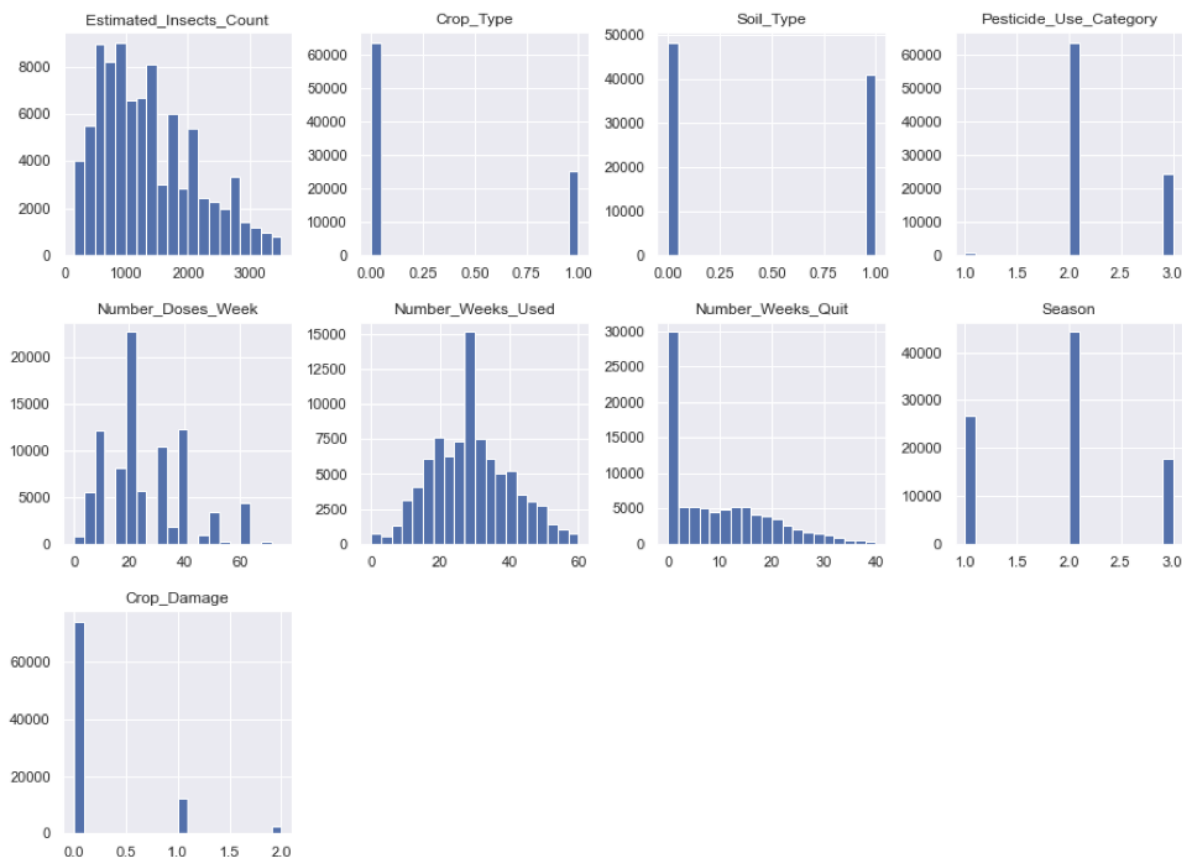 Estimated_Insects_Count
8000
6000
4000
2000
0
0 1000 2000 3000
Crop_Type
60000
50000
40000
30000
20000
10000
0
0.00 0.25 0.50 0.75 1.00
Soil_Type
50000
40000
30000
20000
10000
0
0.00 0.25 0.50 0.75 1.00
Pesticide_Use_Category
60000
50000
40000
30000
20000
10000
0
1.0 1.5 2.0 2.5 3.0
Number_Doses_Week
20000
15000
10000
5000
0
0 20 40 60
Number_Weeks_Used
15000
12500
10000
7500
5000
2500
0
0 20 40 60
Number_Weeks_Quit
30000
25000
20000
15000
10000
5000
0
0 10 20 30 40
Season
40000
30000
20000
10000
0
1.0 1.5 2.0 2.5 3.0
Crop_Damage
60000
40000
20000
0
0.0 0.5 1.0 1.5 2.0